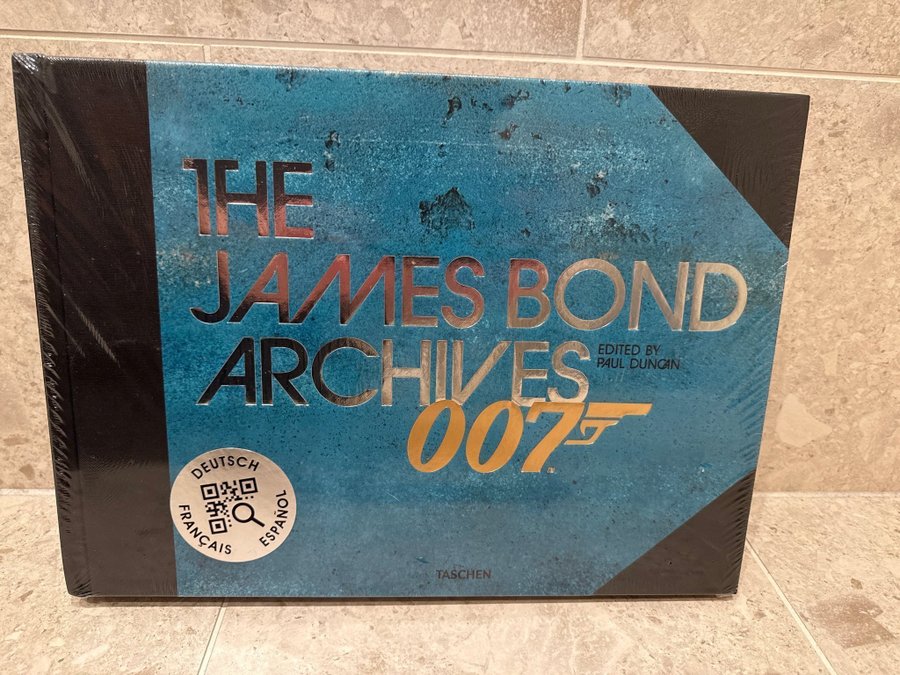 THE
JAMES BOND
ARCHIVES
EDITED BY
PAUL DUNCAN
007
DEUTSCH
FRANÇAIS
ESPAÑOL
TASCHEN